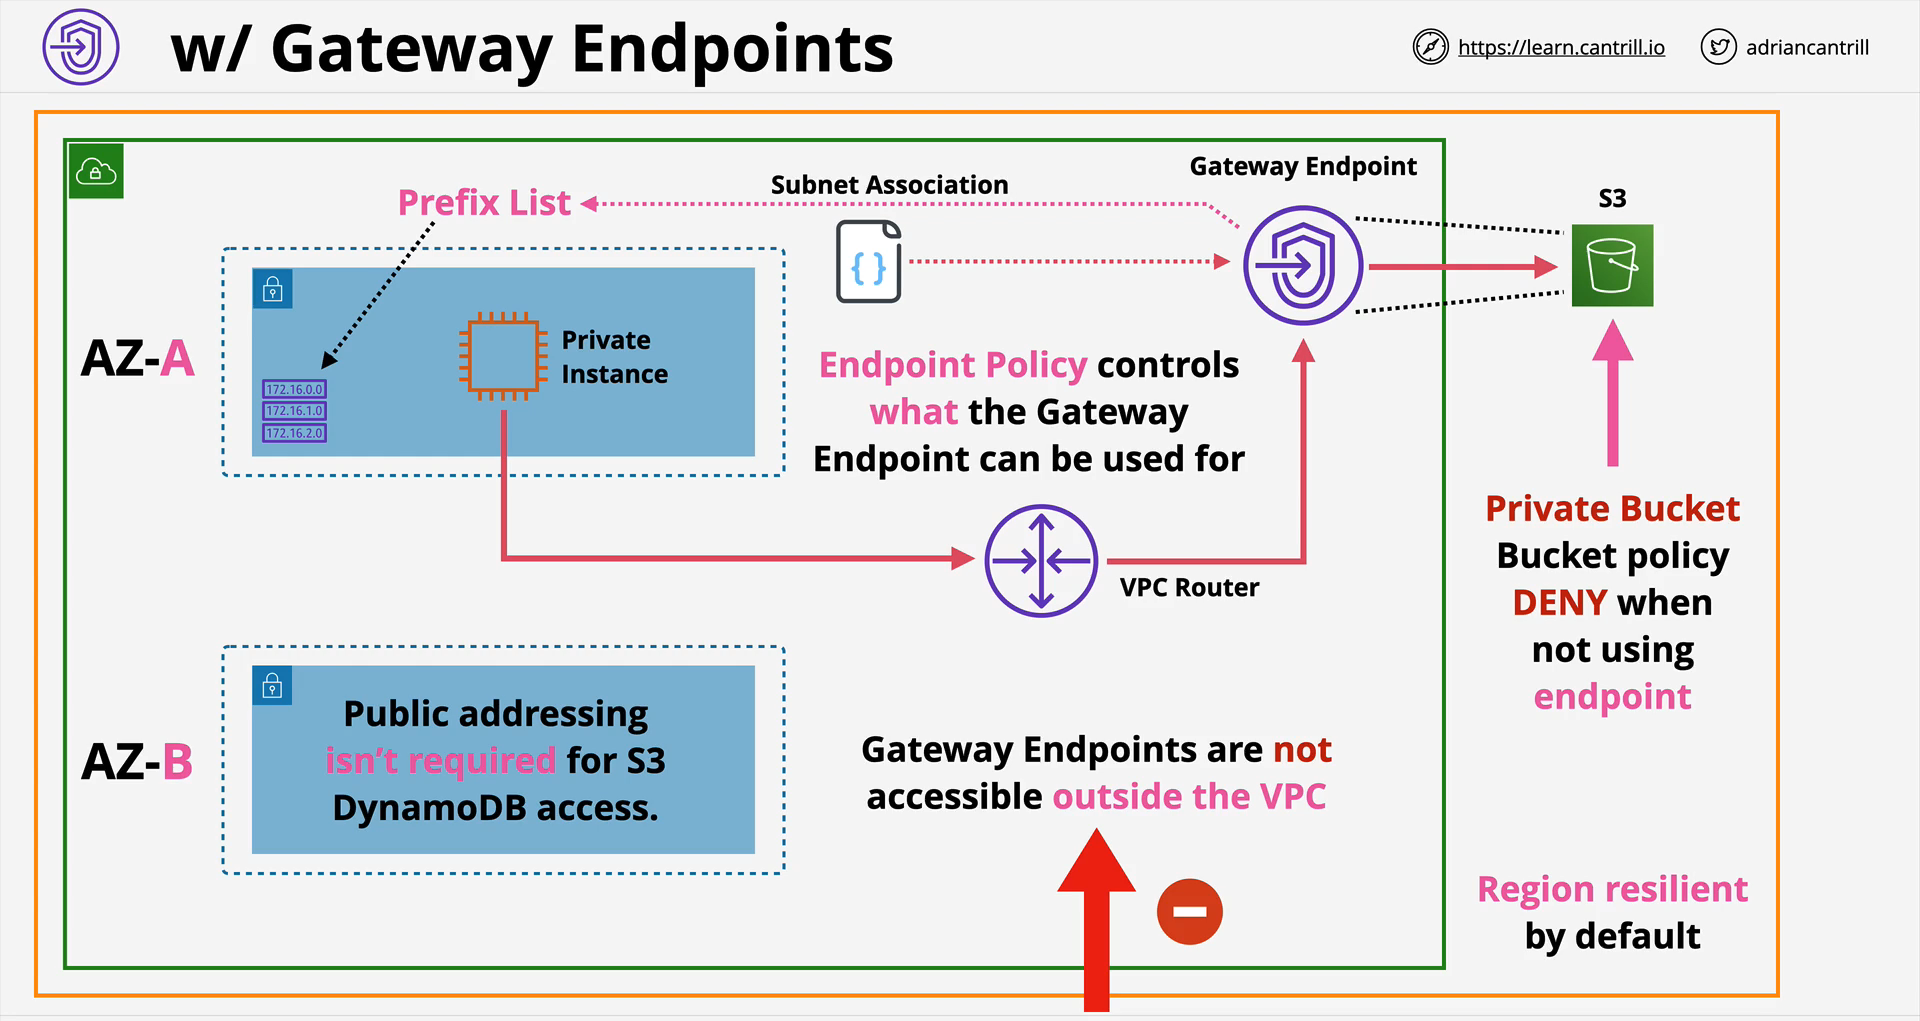 w/ Gateway Endpoints
https://learn.cantrill.io
adriancantrill
Gateway Endpoint
Subnet Association
Prefix List
S3
{ }
AZ-A
Private
Instance
172.16.0.0
172.16.1.0
172.16.2.0
Endpoint Policy controls
what the Gateway
Endpoint can be used for
VPC Router
Private Bucket
Bucket policy
DENY when
not using
endpoint
AZ-B
Public addressing
isn’t required for S3
DynamoDB access.
Gateway Endpoints are not
accessible outside the VPC
Region resilient
by default